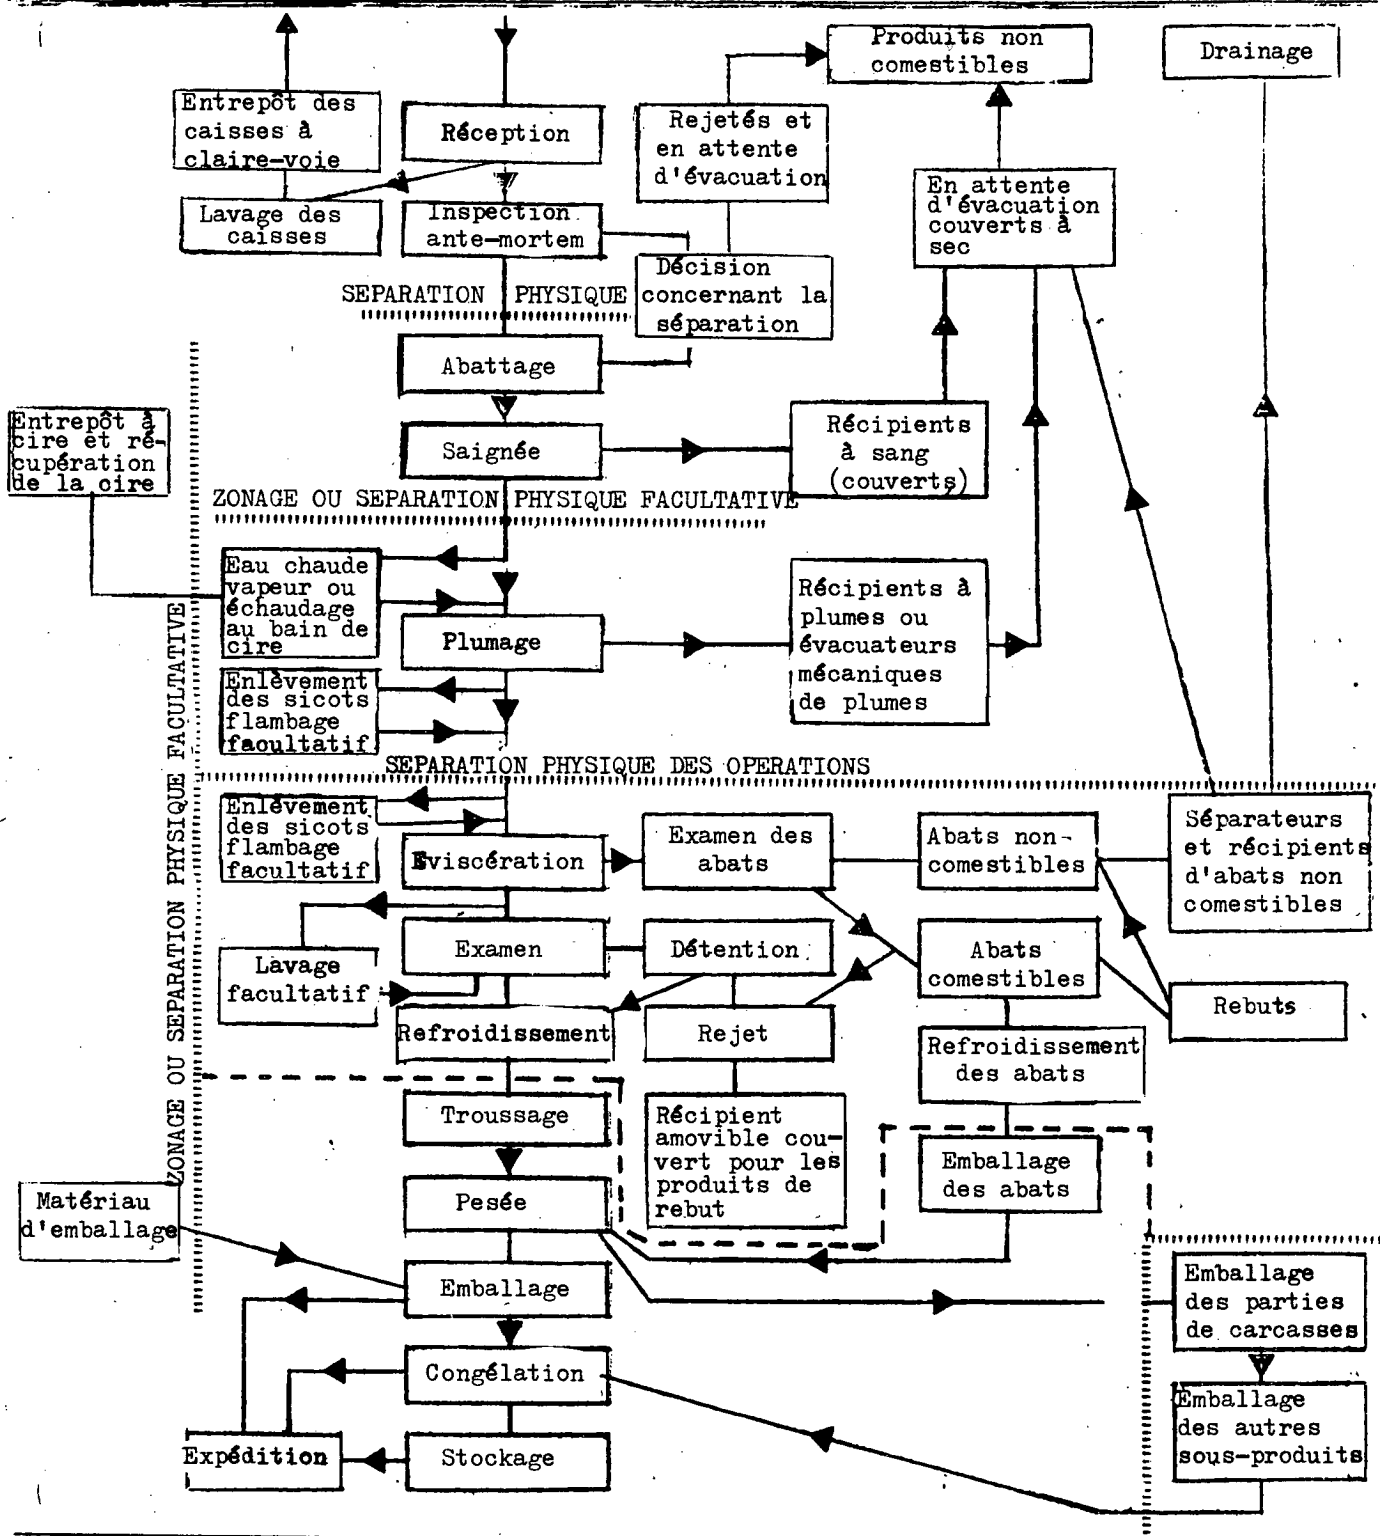 Produits non
comestibles
Drainage
Entrepôt des
caisses à
claire-voie
Réception
Rejetés et
en attente
d'évacuation
En attente
d'évacuation
couverts à
sec
Lavage des
caisses
Inspection
ante-mortem
Décision
concernant la
séparation
SEPARATION PHYSIQUE
Abattage
Entrepôt à
cire et ré-
cupération
de la cire
Saignée
Récipients
à sang
(couverts)
ZONAGE OU SEPARATION PHYSIQUE FACULTATIVE
Eau chaude
vapeur ou
échaudage
au bain de
cire
Plumage
Récipients à
plumes ou
évacuateurs
mécaniques
de plumes
Enlèvement
des sicots
flambage
facultatif
ZONAGE OU SEPARATION PHYSIQUE FACULTATIVE
SEPARATION PHYSIQUE DES OPERATIONS
Enlèvement
des sicots
flambage
facultatif
Eviscération
Examen des
abats
Abats non-
comestibles
Séparateurs
et récipients
d'abats non
comestibles
Lavage
facultatif
Examen
Détention
Abats
comestibles
Rebuts
Refroidissement
Rejet
Refroidissement
des abats
Troussage
Récipient
amovible cou-
vert pour les
produits de
rebut
Emballage
des abats
Matériau
d'emballage
Pesée
Emballage
Emballage
des parties
de carcasses
Congélation
Emballage
des autres
sous-produits
Expédition
Stockage